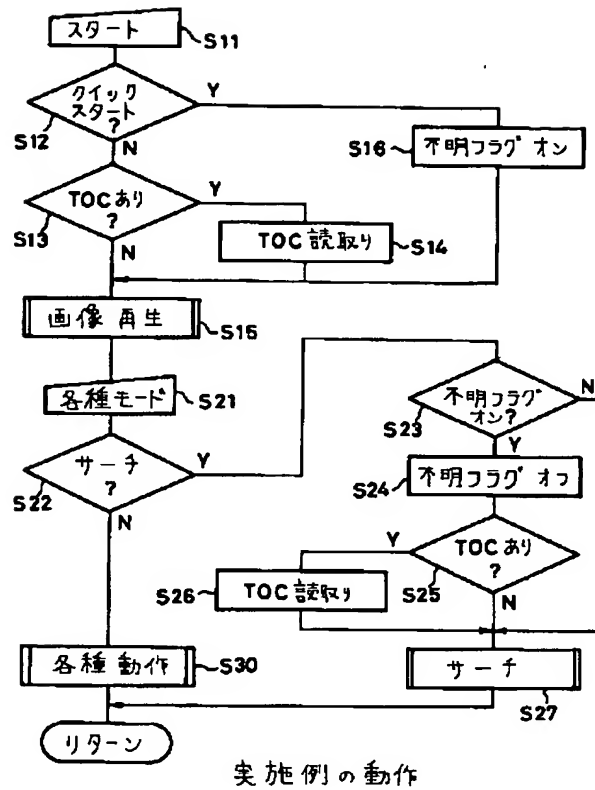 スタート
S11
クイック
スタート
?
Y
S12
N
S16
不明フラグ オン
TOCあり
?
Y
S13
N
TOC読取り
S14
画像再生
S15
各種モード
S21
サーチ
?
Y
S22
N
不明フラグ
オン?
N
S23
Y
不明フラグ オフ
S24
TOCあり
?
Y
S25
N
TOC読取り
S26
各種動作
S30
サーチ
S27
リターン
実施例の動作